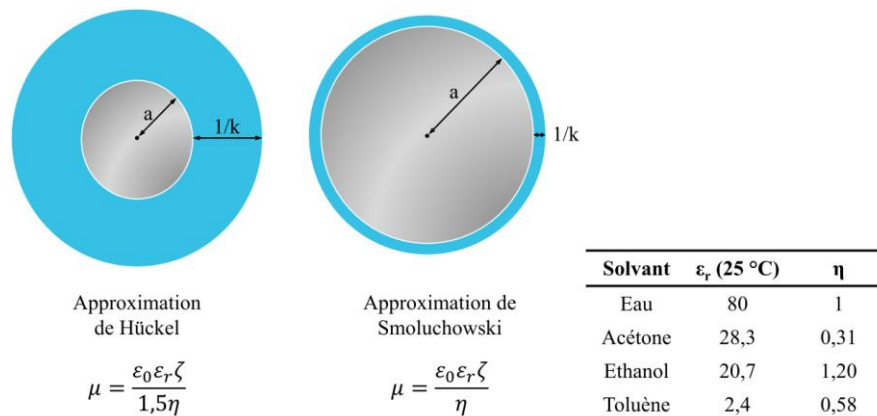 a
1/k
Approximation
de Hückel
μ = ε₀εᵣζ / 1,5η
a
1/k
Approximation de
Smoluchowski
μ = ε₀εᵣζ / η
Solvant εᵣ (25 °C) η
Eau 80 1
Acétone 28,3 0,31
Ethanol 20,7 1,20
Toluène 2,4 0,58